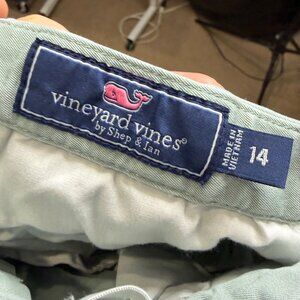 vineyard vines®
by Shep & Ian
MADE IN
VIETNAM
14